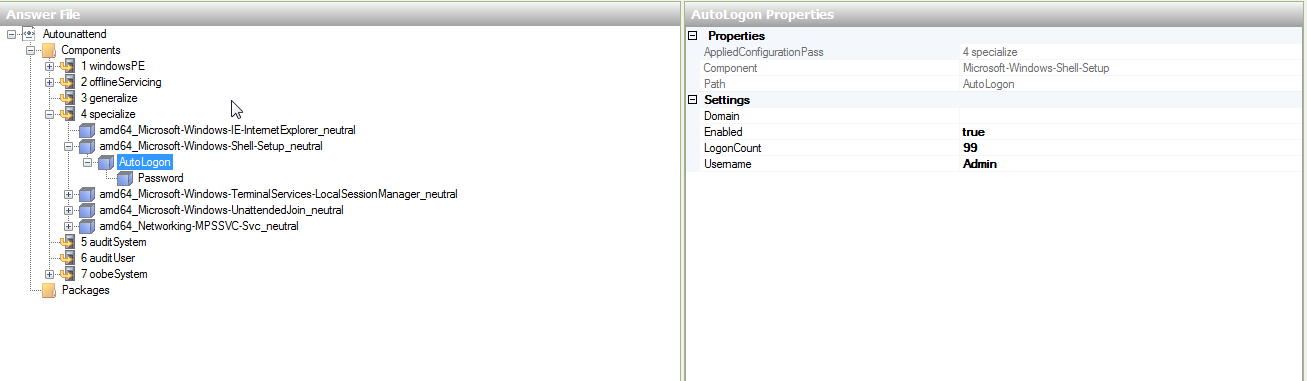 Answer File
Autounattend
Components
1 windowsPE
2 offlineServicing
3 generalize
4 specialize
amd64_Microsoft-Windows-IE-InternetExplorer_neutral
amd64_Microsoft-Windows-Shell-Setup_neutral
AutoLogon
Password
amd64_Microsoft-Windows-TerminalServices-LocalSessionManager_neutral
amd64_Microsoft-Windows-UnattendedJoin_neutral
amd64_Networking-MPSSVC-Svc_neutral
5 auditSystem
6 auditUser
7 oobeSystem
Packages
AutoLogon Properties
Properties
AppliedConfigurationPass 4 specialize
Component Microsoft-Windows-Shell-Setup
Path AutoLogon
Settings
Domain
Enabled true
LogonCount 99
Username Admin